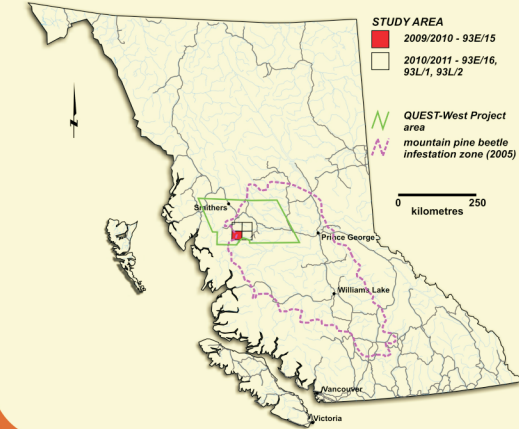 STUDY AREA
2009/2010 - 93E/15
2010/2011 - 93E/16,
93L/1, 93L/2
QUEST-West Project
area
mountain pine beetle
infestation zone (2005)
0 250
kilometres
Smithers
Prince George
Williams Lake
Vancouver
Victoria